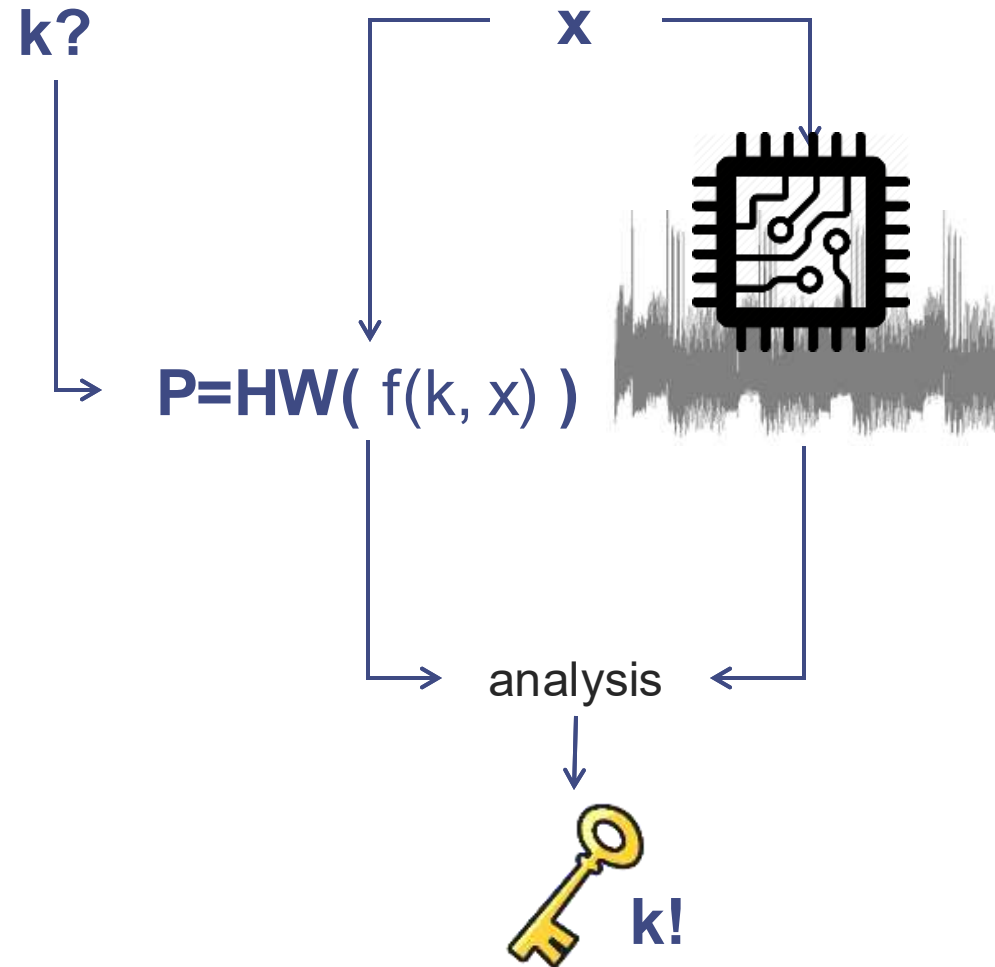 k?
x
P=HW( f(k, x) )
analysis
k!